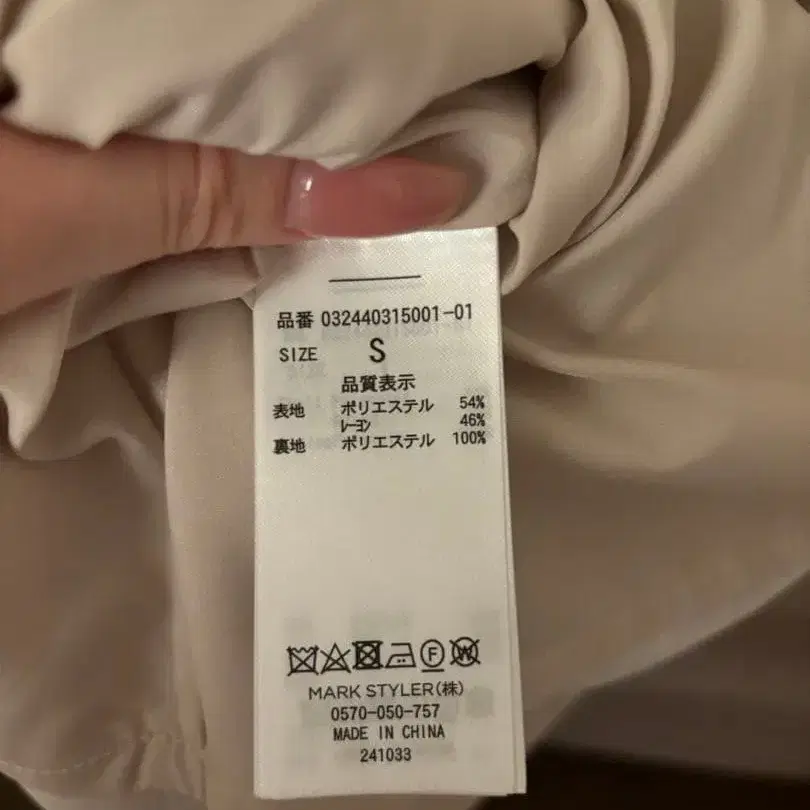 品番 032440315001-01
SIZE S
品質表示
表地 ポリエステル 54%
レーヨン 46%
裏地 ポリエステル 100%
MARK STYLER(株)
0570-050-757
MADE IN CHINA
241033